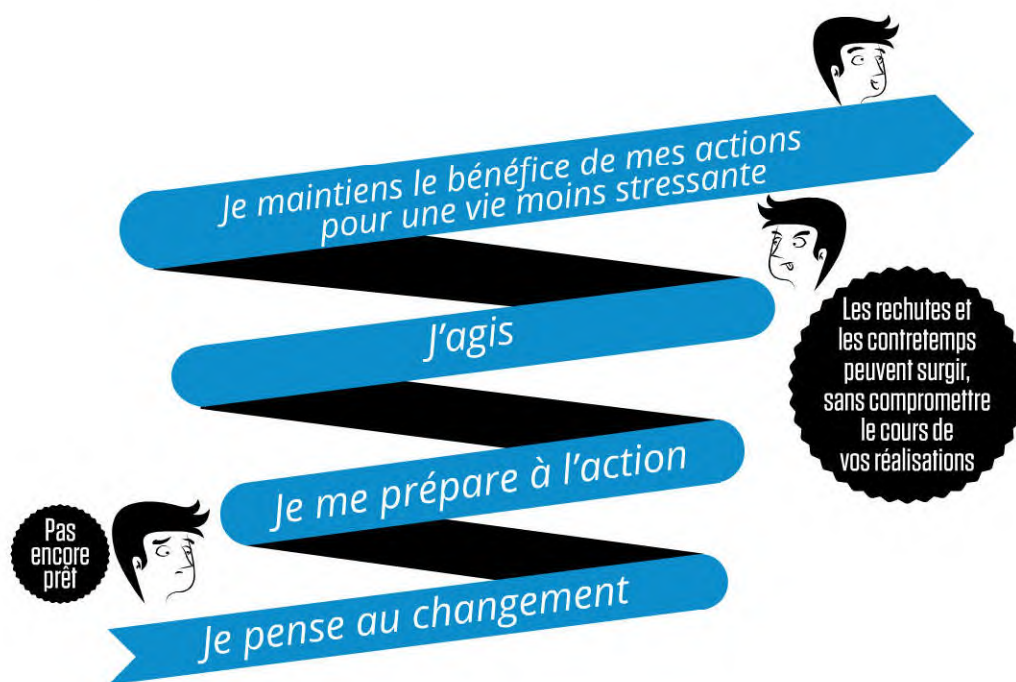 Je maintiens le bénéfice de mes actions
pour une vie moins stressante
J'agis
Les rechutes et
les contretemps
peuvent surgir,
sans compromettre
le cours de
vos réalisations
Je me prépare à l'action
Pas
encore
prêt
Je pense au changement